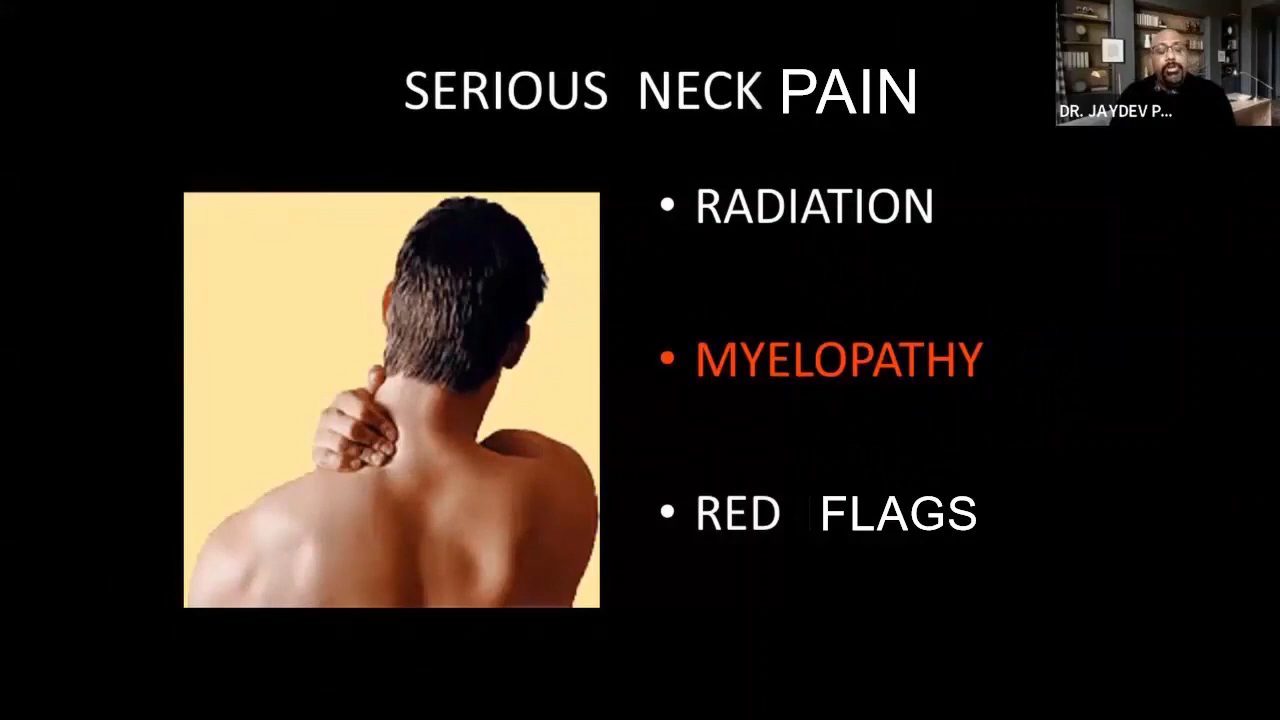 SERIOUS NECK PAIN
DR. JAYDEV P...
• RADIATION
• MYELOPATHY
• RED FLAGS